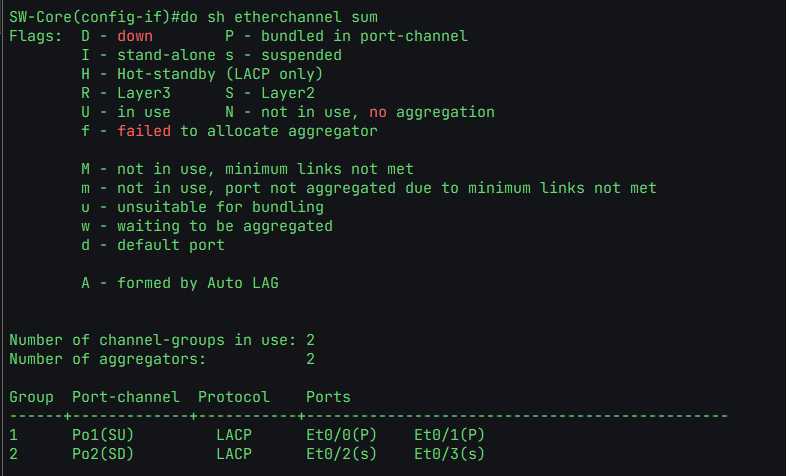 SW-Core(config-if)#do sh etherchannel sum
Flags:  D - down        P - bundled in port-channel
        I - stand-alone s - suspended
        H - Hot-standby (LACP only)
        R - Layer3      S - Layer2
        U - in use      N - not in use, no aggregation
        f - failed to allocate aggregator

        M - not in use, minimum links not met
        m - not in use, port not aggregated due to minimum links not met
        u - unsuitable for bundling
        w - waiting to be aggregated
        d - default port

        A - formed by Auto LAG


Number of channel-groups in use: 2
Number of aggregators:           2

Group  Port-channel  Protocol    Ports
------+-------------+-----------+-----------------------------------------------
1      Po1(SU)         LACP      Et0/0(P)    Et0/1(P)
2      Po2(SD)         LACP      Et0/2(s)    Et0/3(s)